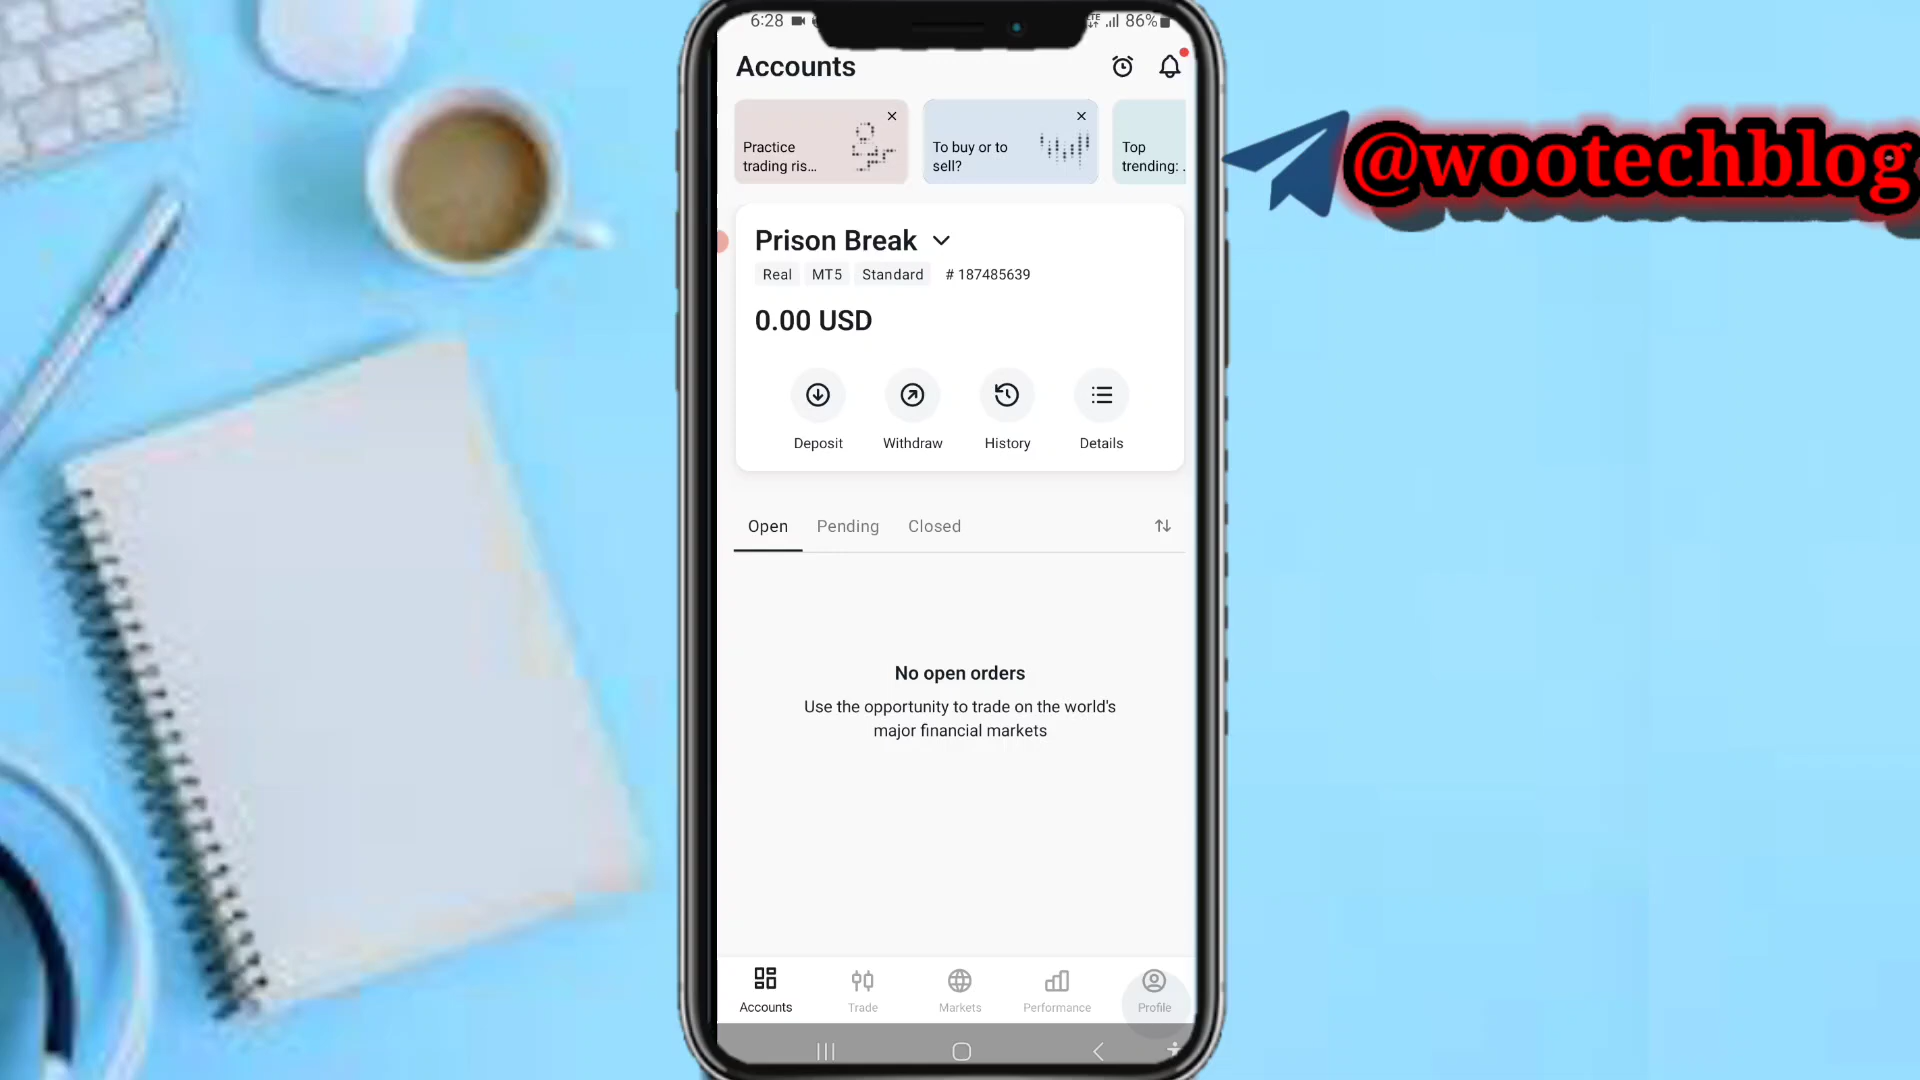 6:28
LTE 86%
Accounts
Practice
trading ris...
To buy or to
sell?
Top
trending: .
@wootechblog
Prison Break
Real MT5 Standard # 187485639
0.00 USD
Deposit Withdraw History Details
Open Pending Closed
No open orders
Use the opportunity to trade on the world's
major financial markets
Accounts Trade Markets Performance Profile